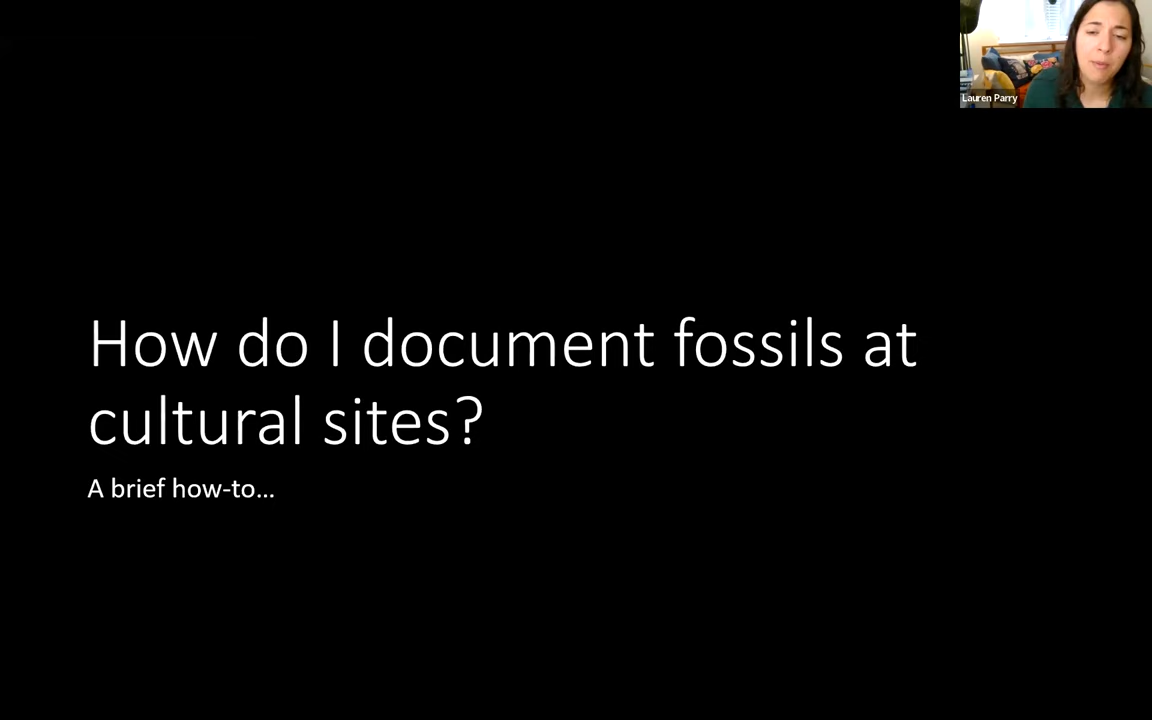 Lauren Parry
How do I document fossils at
cultural sites?
A brief how-to...